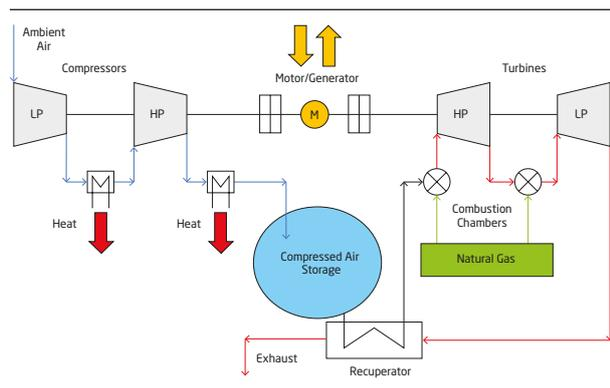 Ambient
Air
Compressors
Motor/Generator
Turbines
LP
HP
M
HP
LP
Heat
Heat
Combustion
Chambers
Compressed Air
Storage
Natural Gas
Exhaust
Recuperator